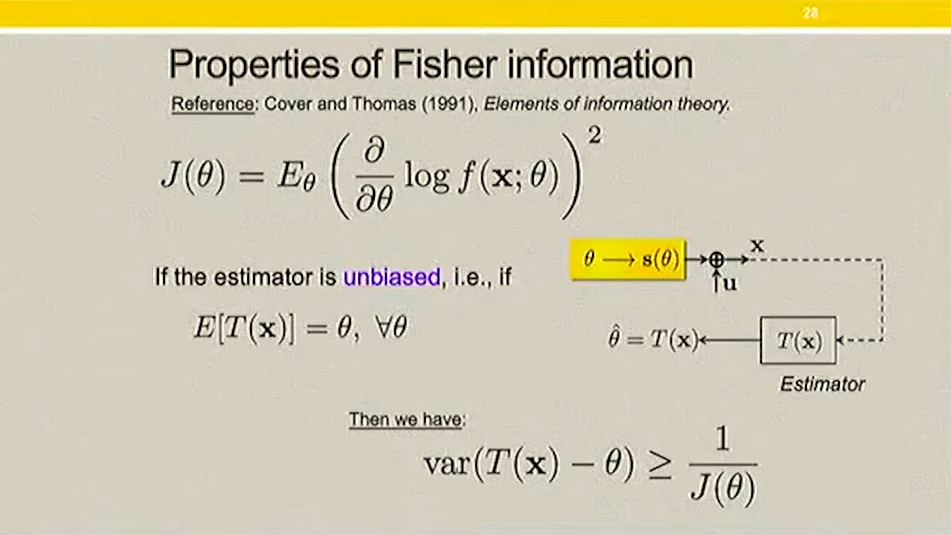 28
Properties of Fisher information
Reference: Cover and Thomas (1991), Elements of information theory.
J(θ) = E_θ (∂/∂θ log f(𝐱; θ))²
θ ⟶ 𝐬(θ) ⊕ 𝐱
If the estimator is unbiased, i.e., if
𝐮
E[T(𝐱)] = θ, ∀θ
θ̂ = T(𝐱) T(𝐱)
Estimator
Then we have:
var(T(𝐱) − θ) ≥ 1/J(θ)